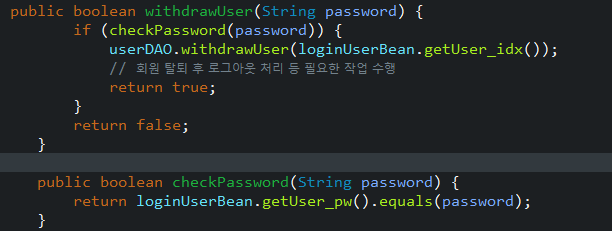 public boolean withdrawUser(String password) {
if (checkPassword(password)) {
userDAO.withdrawUser(loginUserBean.getUser_idx());
// 회원 탈퇴 후 로그아웃 처리 등 필요한 작업 수행
return true;
}
return false;
}
public boolean checkPassword(String password) {
return loginUserBean.getUser_pw().equals(password);
}